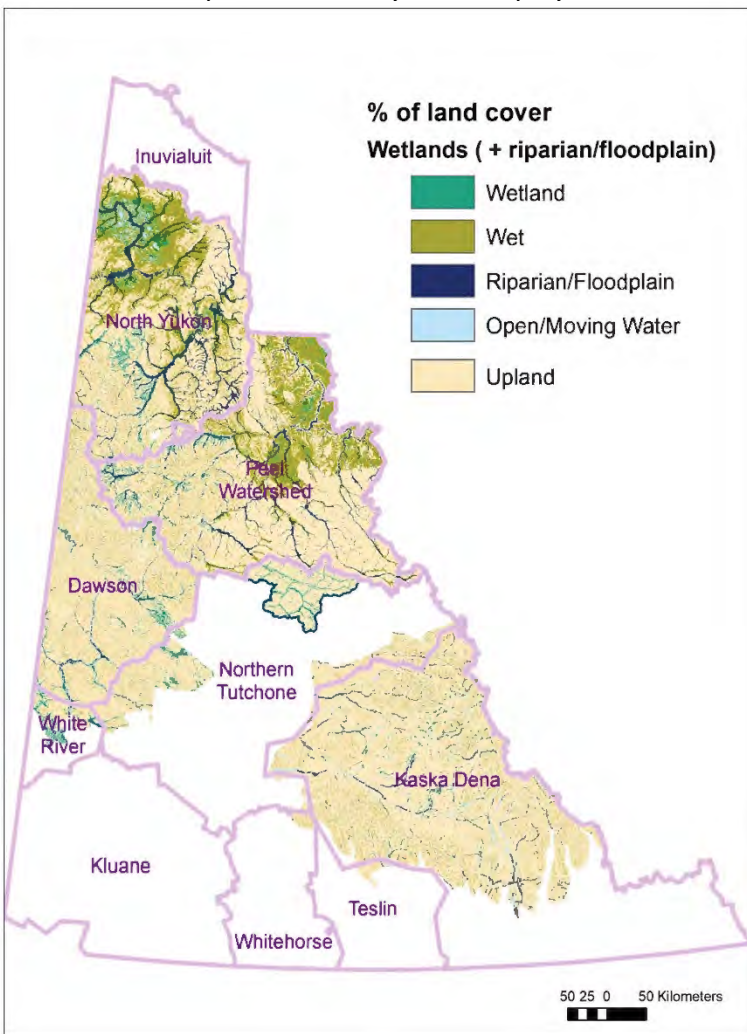 % of land cover
Wetlands ( + riparian/floodplain)
Wetland
Wet
Riparian/Floodplain
Open/Moving Water
Upland
Inuvialuit
North Yukon
Peel
Watershed
Dawson
Northern
Tutchone
White
River
Kaska Dena
Kluane
Teslin
Whitehorse
50 25 0 50 Kilometers